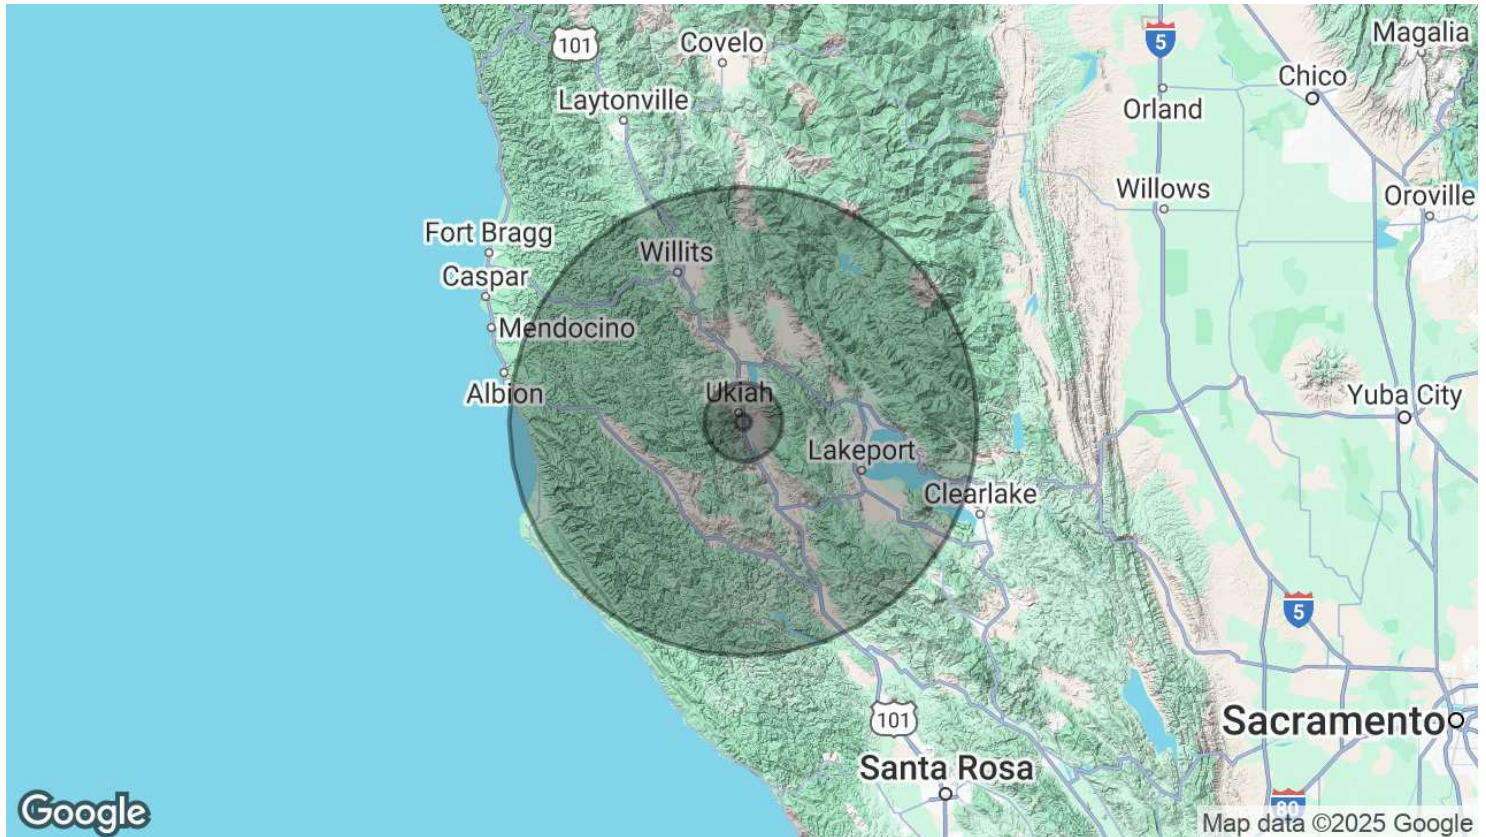 101
Covelo
5
Magalia
Chico
Laytonville
Orland
Willows
Oroville
Fort Bragg
Willits
Caspar
Mendocino
Ukiah
Albion
Yuba City
Lakeport
Clearlake
5
101
Sacramento
Santa Rosa
80
Google
Map data ©2025 Google